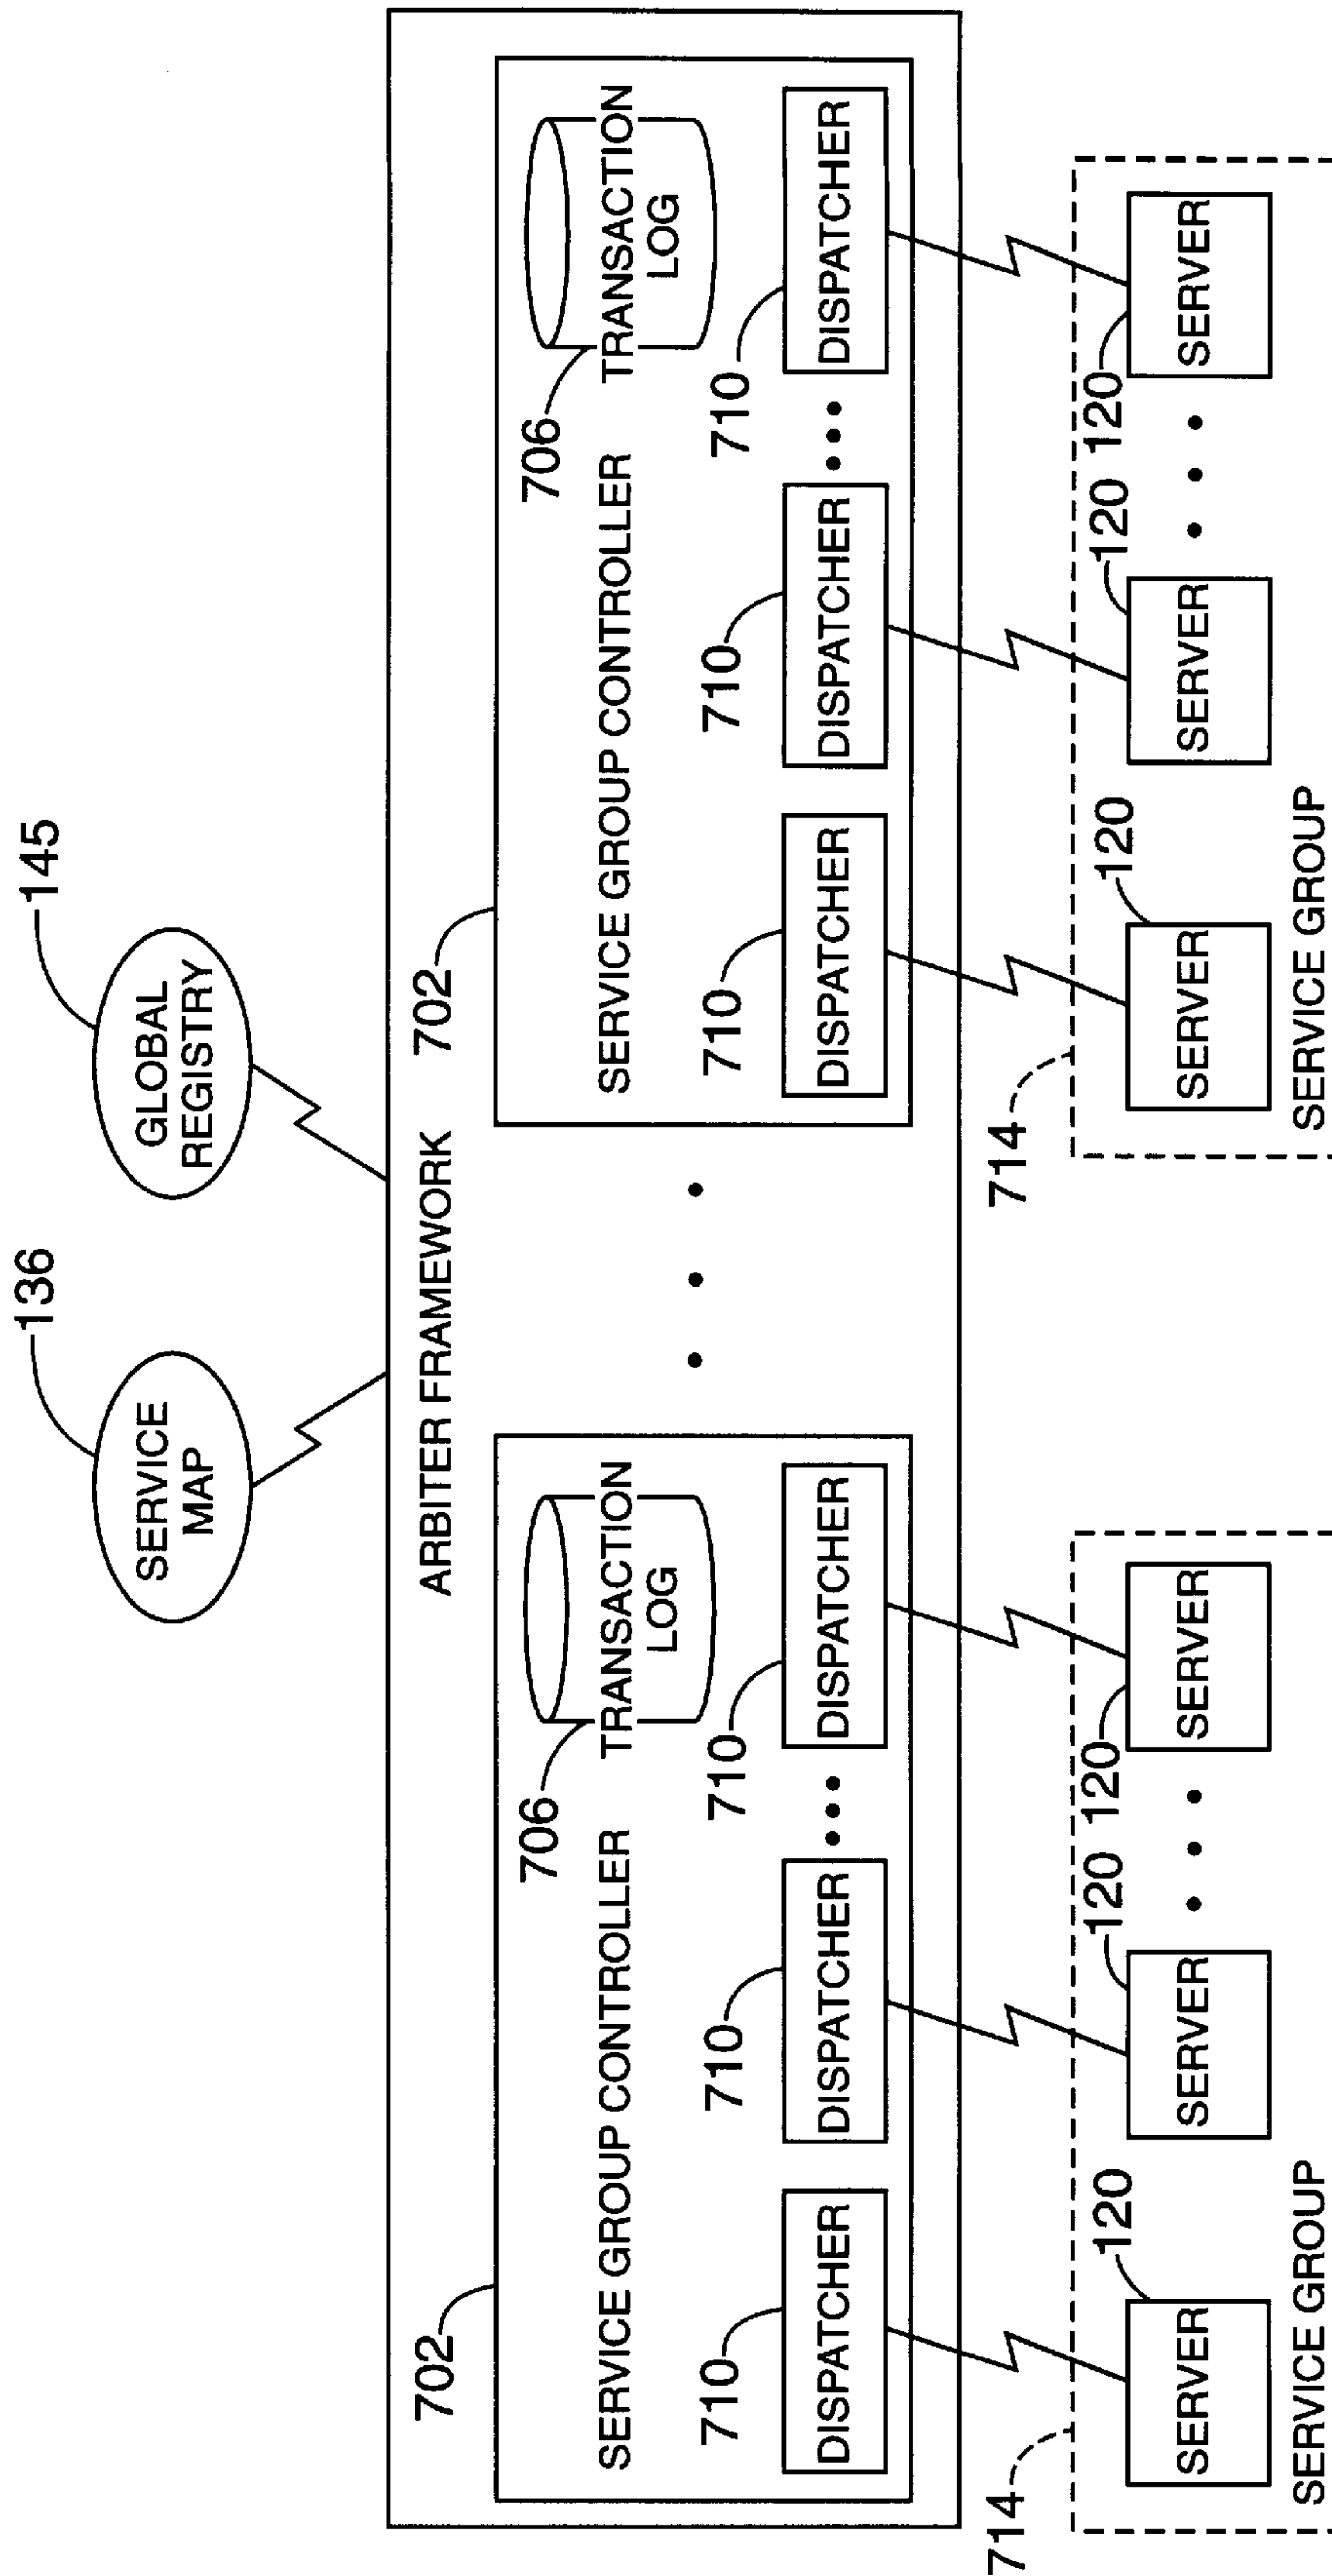 136
145
SERVICE
MAP
GLOBAL
REGISTRY
ARBITER FRAMEWORK
702
702
706
706
SERVICE GROUP CONTROLLER
TRANSACTION
LOG
SERVICE GROUP CONTROLLER
TRANSACTION
LOG
710
710
710
710
710
710
DISPATCHER
DISPATCHER
DISPATCHER
DISPATCHER
DISPATCHER
DISPATCHER
714
714
120
120
120
120
120
120
SERVER
SERVER
SERVER
SERVER
SERVER
SERVER
SERVICE GROUP
SERVICE GROUP